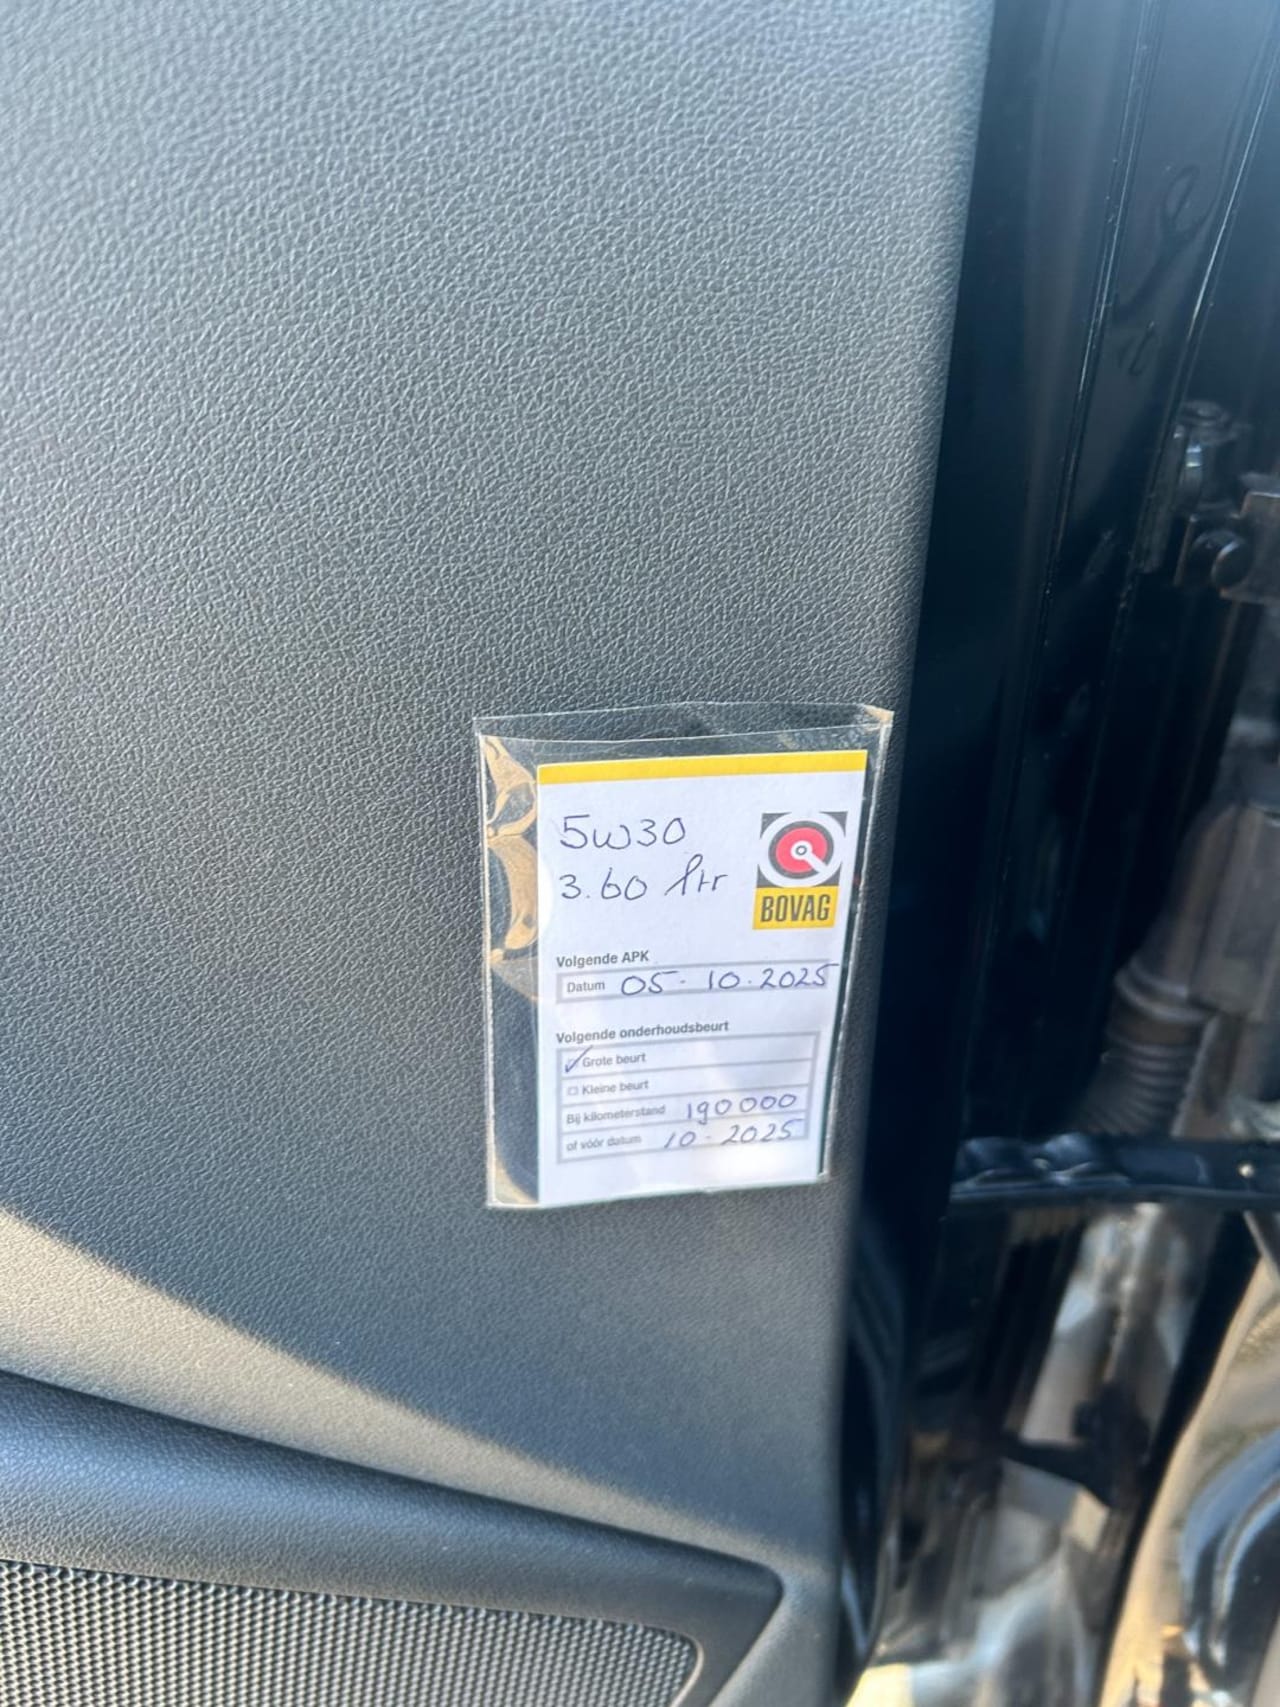 5w30
3.60 ltr
BOVAG
Volgende APK
Datum 05-10.2025
Volgende onderhoudsbeurt
Grote beurt
Kleine beurt
Bij kilometerstand 190000
of vóór datum 10-2025